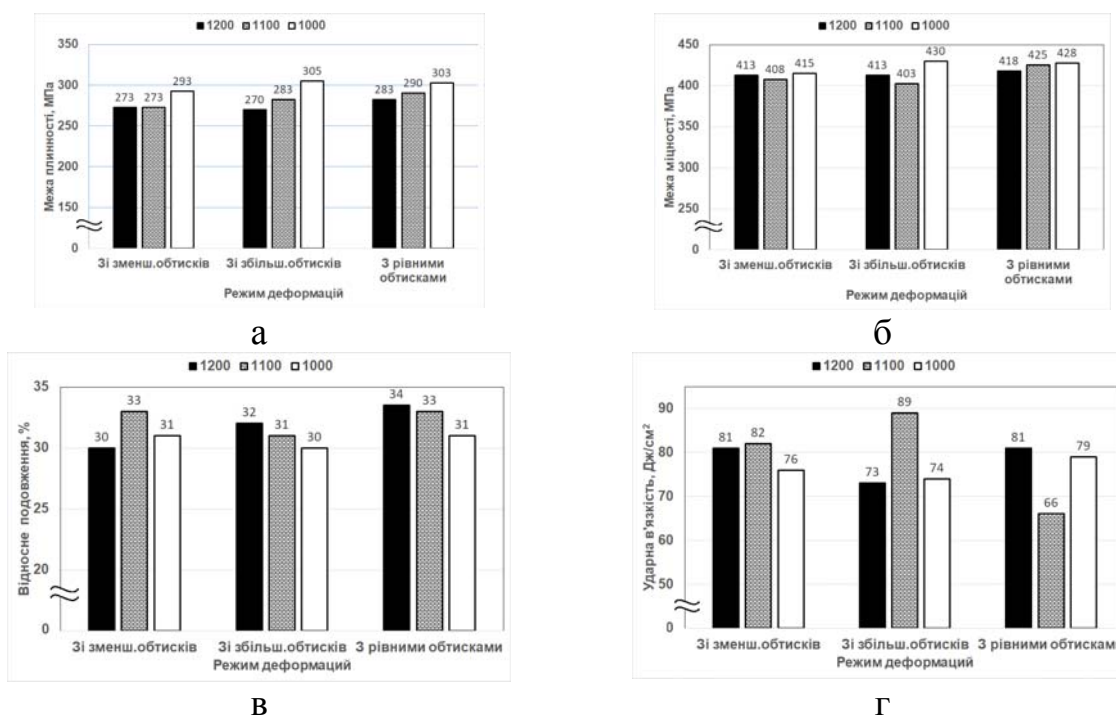 1200 1100 1000
Межа плинності, МПа
350
300
250
200
150
0
273 273 293
270 283 305
283 290 303
Зі зменш.обтисків Зі збільш.обтисків З рівними
обтисками
Режим деформацій
а
1200 1100 1000
Межа міцності, МПа
450
400
350
300
250
0
413 408 415
413 403 430
418 425 428
Зі зменш.обтисків Зі збільш.обтисків З рівними
обтисками
Режим деформацій
б
1200 1100 1000
Відносне подовження, %
35
30
25
20
0
30 33 31
32 31 30
34 33 31
Зі зменш.обтисків Зі збільш.обтисків З рівними обтисками
Режим деформаций
в
1200 1100 1000
Ударна в'язкість, Дж/см²
90
80
70
60
50
0
81 82 76
73 89 74
81 66 79
Зі зменш.обтисків Зі збільш.обтисків З рівними обтискамі
Режим деформаций
г